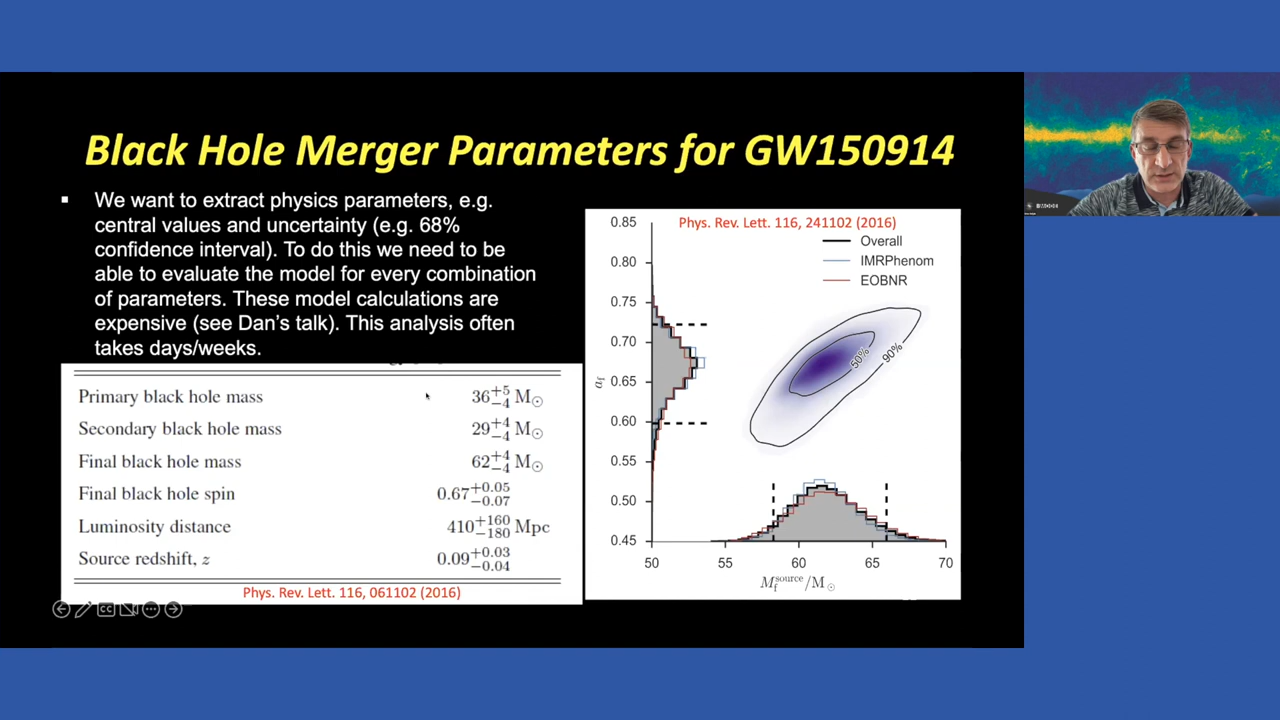 Black Hole Merger Parameters for GW150914
▪ We want to extract physics parameters, e.g.
central values and uncertainty (e.g. 68%
confidence interval). To do this we need to be
able to evaluate the model for every combination
of parameters. These model calculations are
expensive (see Dan's talk). This analysis often
takes days/weeks.
Primary black hole mass 36+5−4 M⊙
Secondary black hole mass 29+4−4 M⊙
Final black hole mass 62+4−4 M⊙
Final black hole spin 0.67+0.05−0.07
Luminosity distance 410+160−180 Mpc
Source redshift, z 0.09+0.03−0.04
Phys. Rev. Lett. 116, 061102 (2016)
Phys. Rev. Lett. 116, 241102 (2016)
Overall
IMRPhenom
EOBNR
0.85
0.80
0.75
0.70
0.65
0.60
0.55
0.50
0.45
af
50%
90%
50 55 60 65 70
Mfsource/M⊙
CC